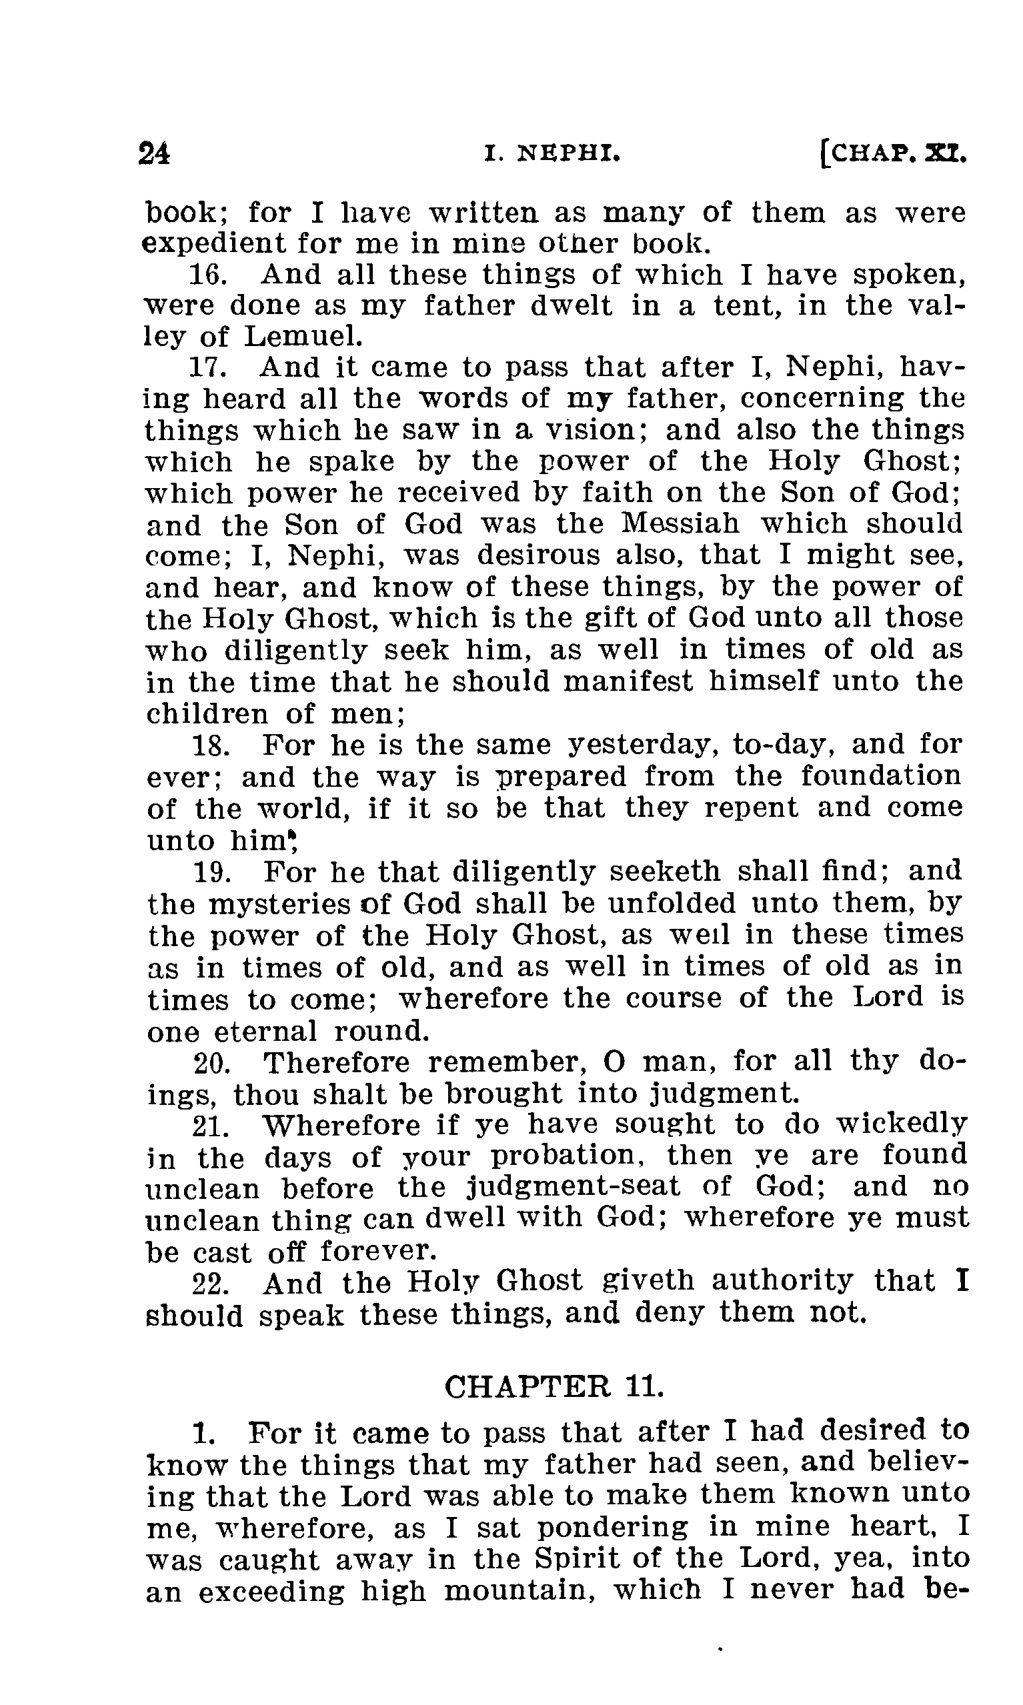 24 I. NEPHI. [CHAP. XI.
book; for I have written as many of them as were
expedient for me in mine other book.
16. And all these things of which I have spoken,
were done as my father dwelt in a tent, in the val-
ley of Lemuel.
17. And it came to pass that after I, Nephi, hav-
ing heard all the words of my father, concerning the
things which he saw in a vision; and also the things
which he spake by the power of the Holy Ghost;
which power he received by faith on the Son of God;
and the Son of God was the Messiah which should
come; I, Nephi, was desirous also, that I might see,
and hear, and know of these things, by the power of
the Holy Ghost, which is the gift of God unto all those
who diligently seek him, as well in times of old as
in the time that he should manifest himself unto the
children of men;
18. For he is the same yesterday, to-day, and for
ever; and the way is prepared from the foundation
of the world, if it so be that they repent and come
unto him;
19. For he that diligently seeketh shall find; and
the mysteries of God shall be unfolded unto them, by
the power of the Holy Ghost, as well in these times
as in times of old, and as well in times of old as in
times to come; wherefore the course of the Lord is
one eternal round.
20. Therefore remember, O man, for all thy do-
ings, thou shalt be brought into judgment.
21. Wherefore if ye have sought to do wickedly
in the days of your probation, then ye are found
unclean before the judgment-seat of God; and no
unclean thing can dwell with God; wherefore ye must
be cast off forever.
22. And the Holy Ghost giveth authority that I
should speak these things, and deny them not.
CHAPTER 11.
1. For it came to pass that after I had desired to
know the things that my father had seen, and believ-
ing that the Lord was able to make them known unto
me, wherefore, as I sat pondering in mine heart, I
was caught away in the Spirit of the Lord, yea, into
an exceeding high mountain, which I never had be-